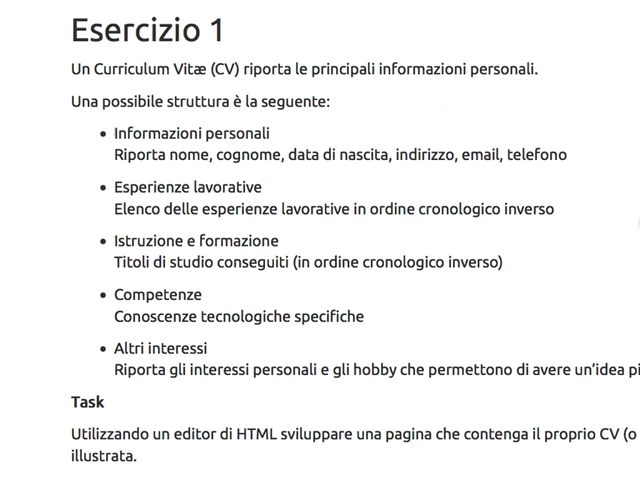 Esercizio 1
Un Curriculum Vitæ (CV) riporta le principali informazioni personali.
Una possibile struttura è la seguente:
• Informazioni personali
Riporta nome, cognome, data di nascita, indirizzo, email, telefono
• Esperienze lavorative
Elenco delle esperienze lavorative in ordine cronologico inverso
• Istruzione e formazione
Titoli di studio conseguiti (in ordine cronologico inverso)
• Competenze
Conoscenze tecnologiche specifiche
• Altri interessi
Riporta gli interessi personali e gli hobby che permettono di avere un’idea
Task
Utilizzando un editor di HTML sviluppare una pagina che contenga il proprio CV (o
illustrata.